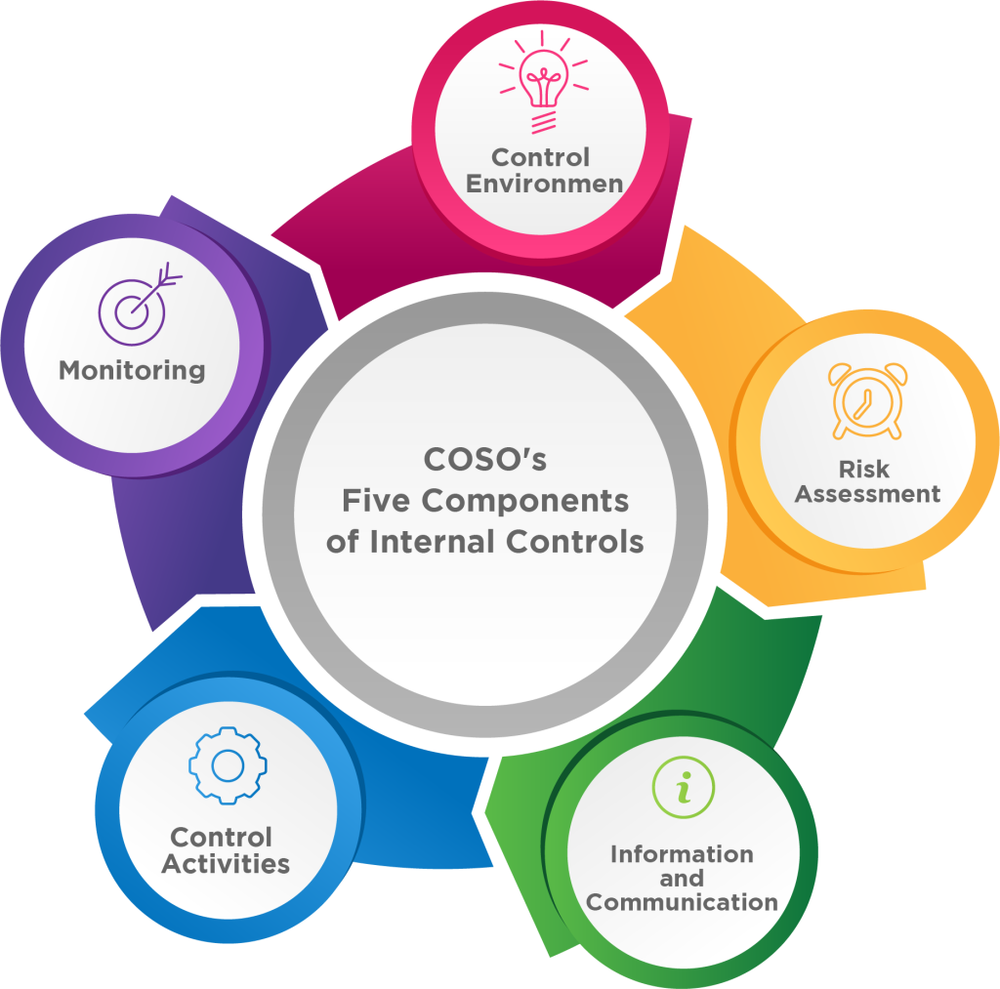 Control
Environmen
Monitoring
Risk
Assessment
COSO's
Five Components
of Internal Controls
Control
Activities
i
Information
and
Communication